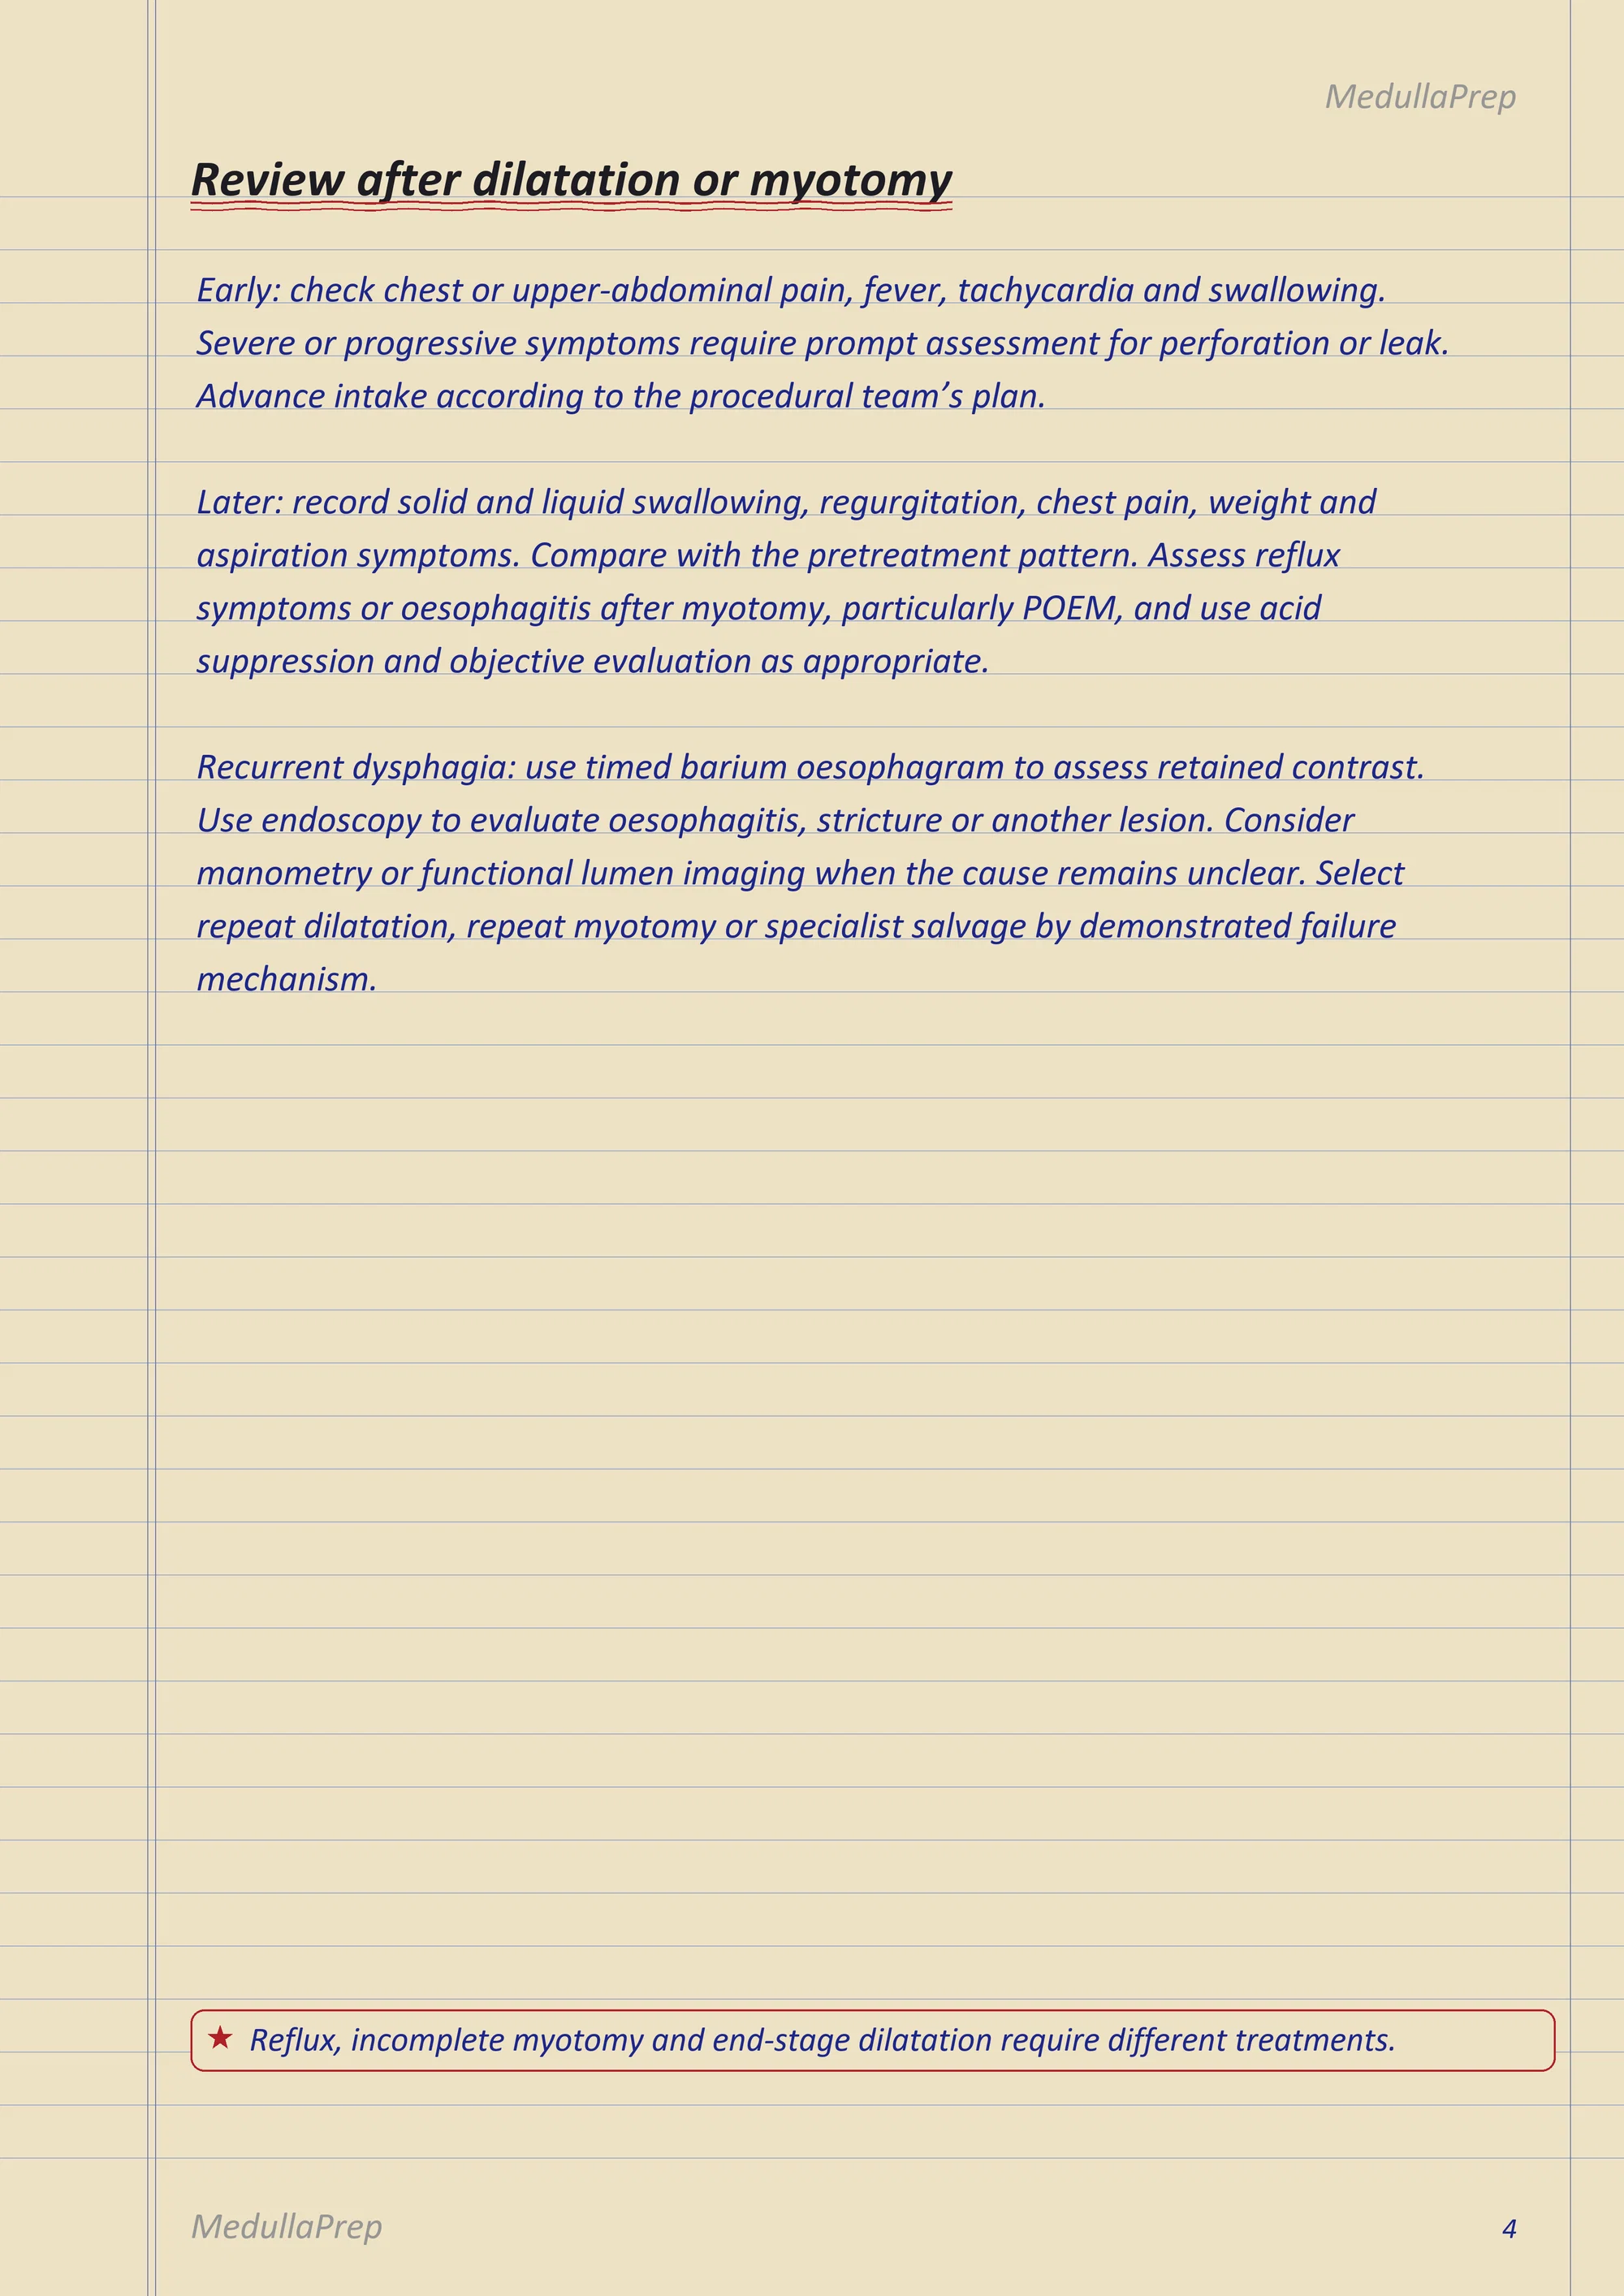 MedullaPrep
Review after dilatation or myotomy
Early: check chest or upper-abdominal pain, fever, tachycardia and swallowing.
Severe or progressive symptoms require prompt assessment for perforation or leak.
Advance intake according to the procedural team’s plan.
Later: record solid and liquid swallowing, regurgitation, chest pain, weight and
aspiration symptoms. Compare with the pretreatment pattern. Assess reflux
symptoms or oesophagitis after myotomy, particularly POEM, and use acid
suppression and objective evaluation as appropriate.
Recurrent dysphagia: use timed barium oesophagram to assess retained contrast.
Use endoscopy to evaluate oesophagitis, stricture or another lesion. Consider
manometry or functional lumen imaging when the cause remains unclear. Select
repeat dilatation, repeat myotomy or specialist salvage by demonstrated failure
mechanism.
★ Reflux, incomplete myotomy and end-stage dilatation require different treatments.
MedullaPrep
4